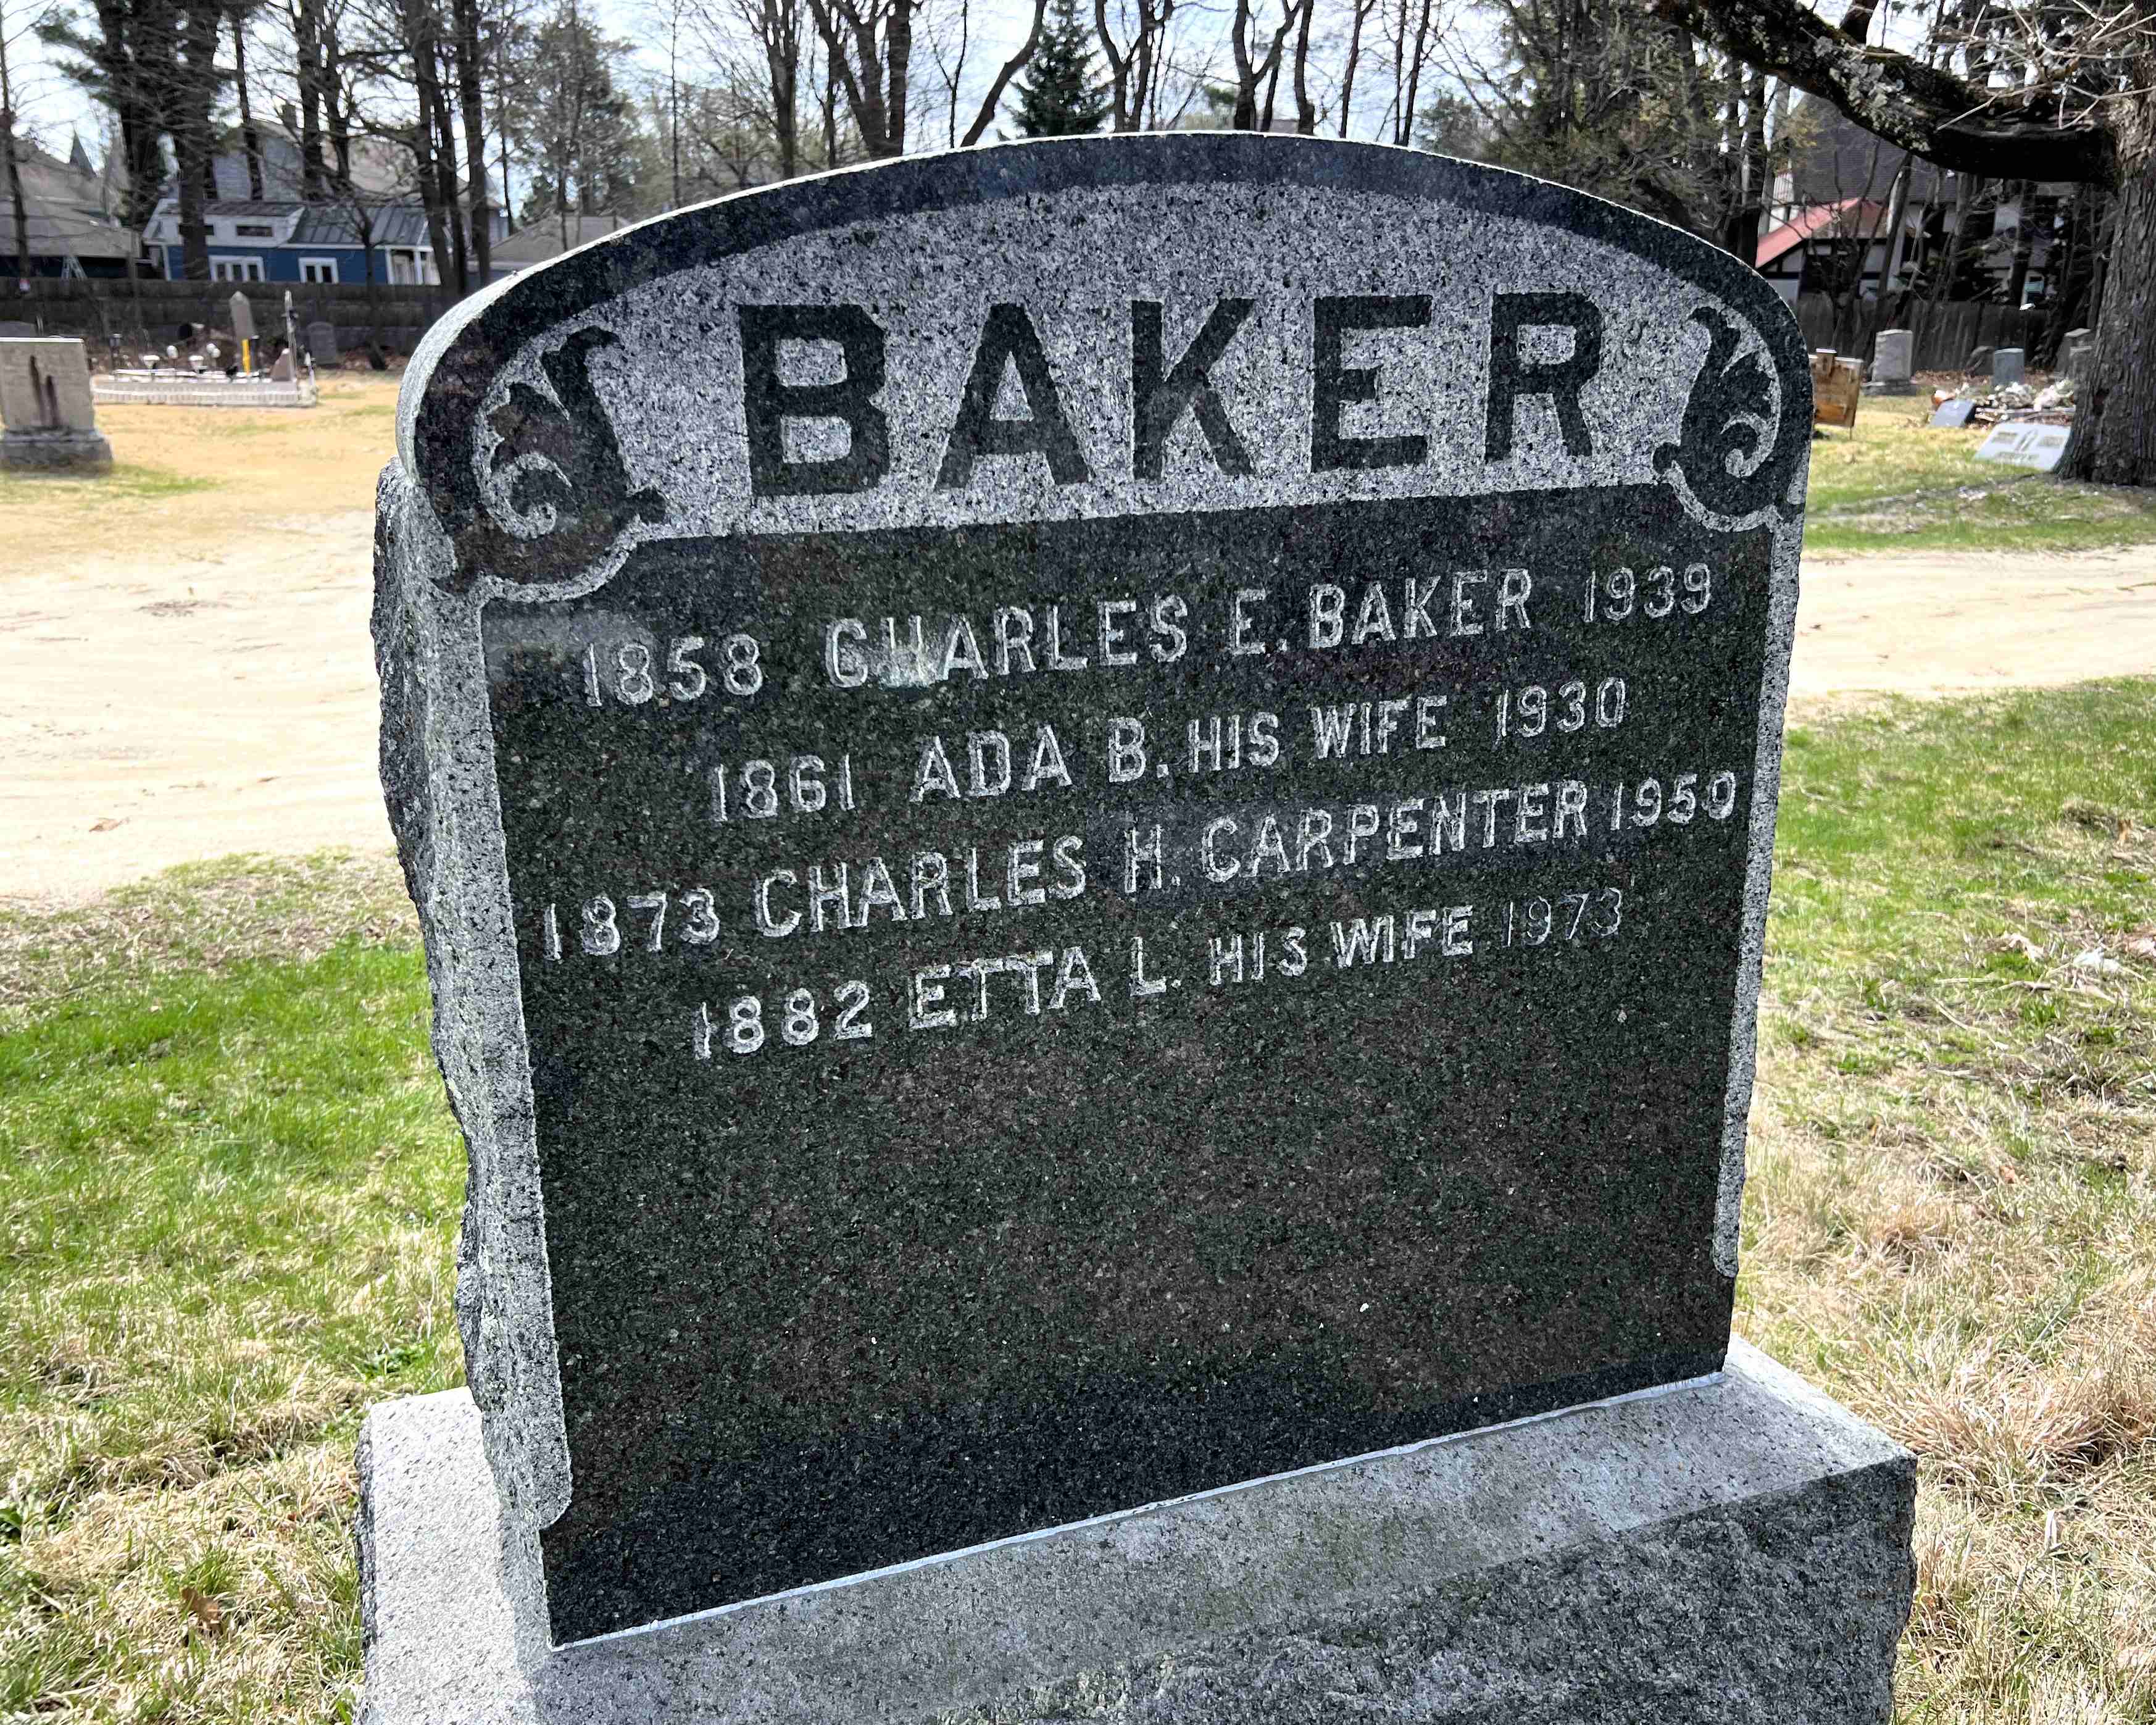 BAKER
1858 CHARLES E. BAKER 1939
1861 ADA B. HIS WIFE 1930
1873 CHARLES H. CARPENTER 1950
1882 ETTA L. HIS WIFE 1973